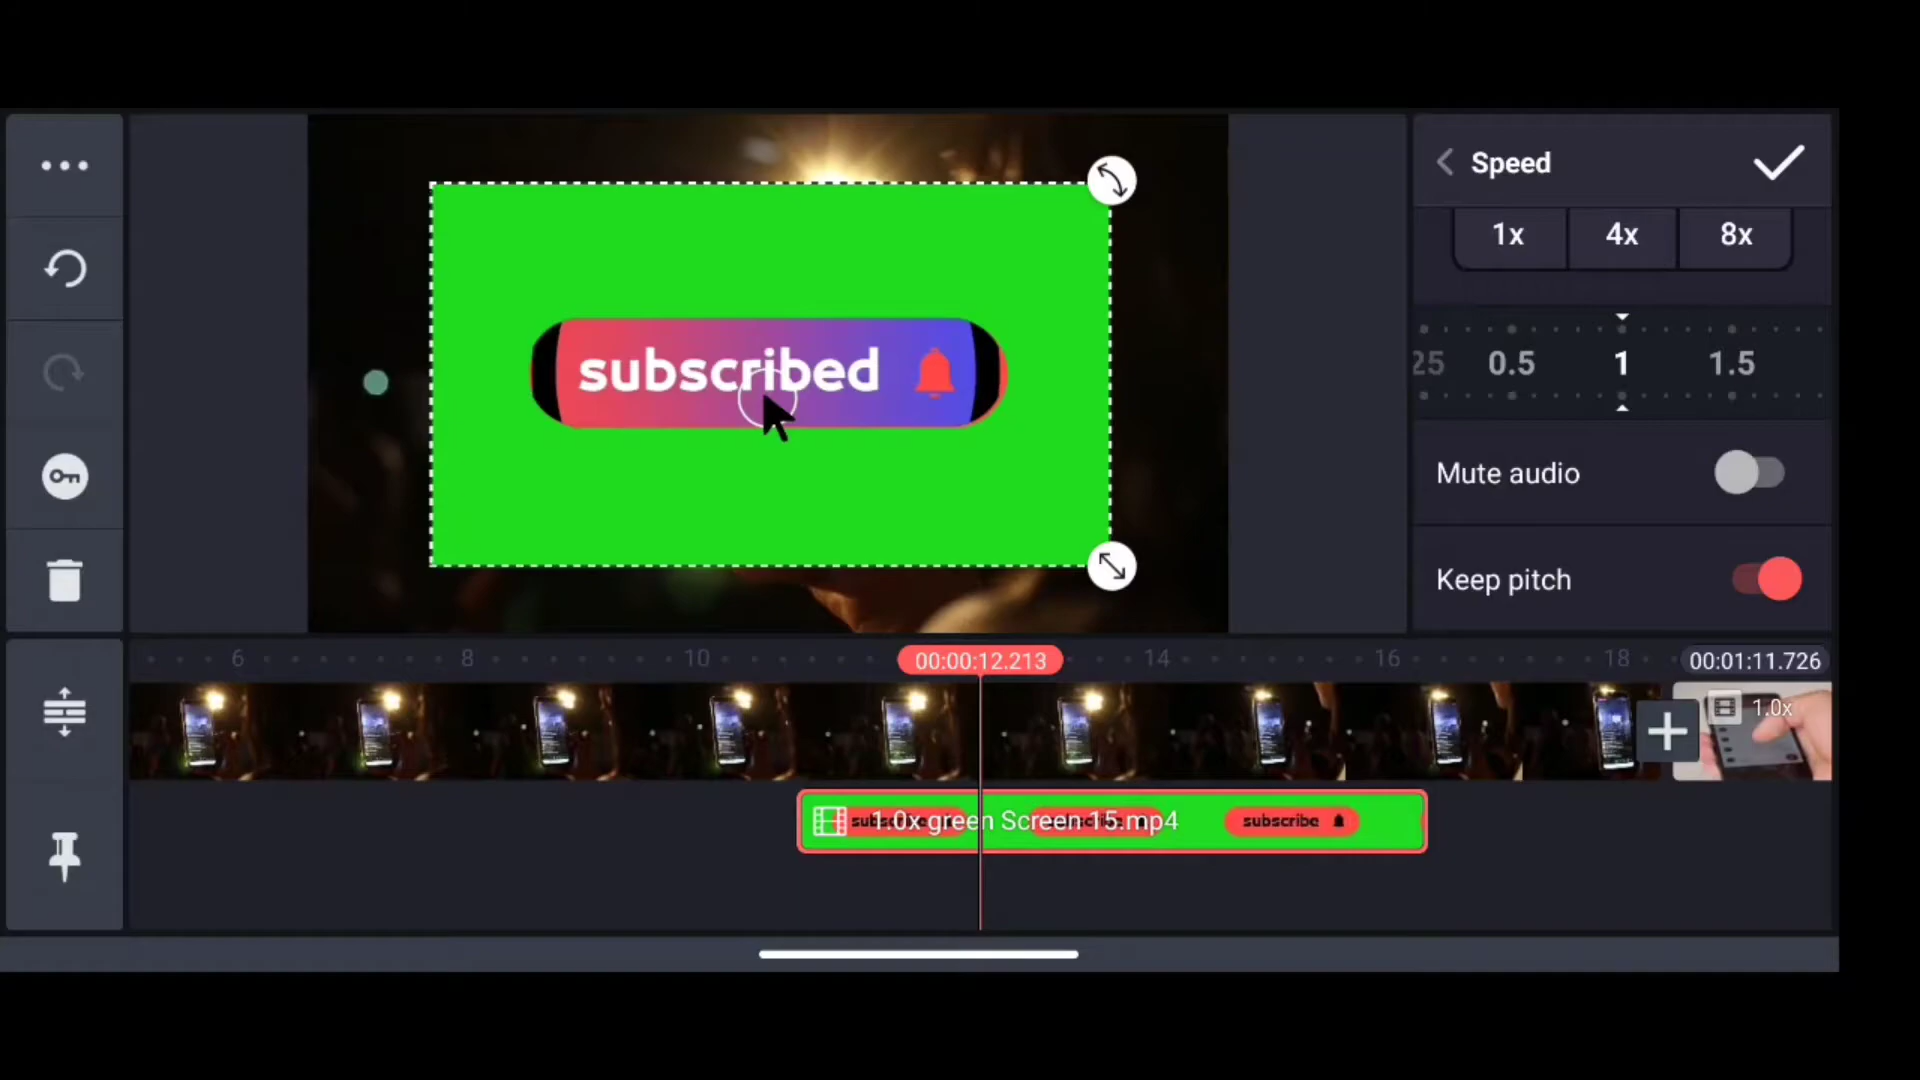 Speed
1x 4x 8x
25 0.5 1 1.5
subscribed
Mute audio
Keep pitch
6 8 10 00:00:12.213 14 16 18 00:01:11.726
1.0x
1.0x green Screen 15.mp4
subscribe